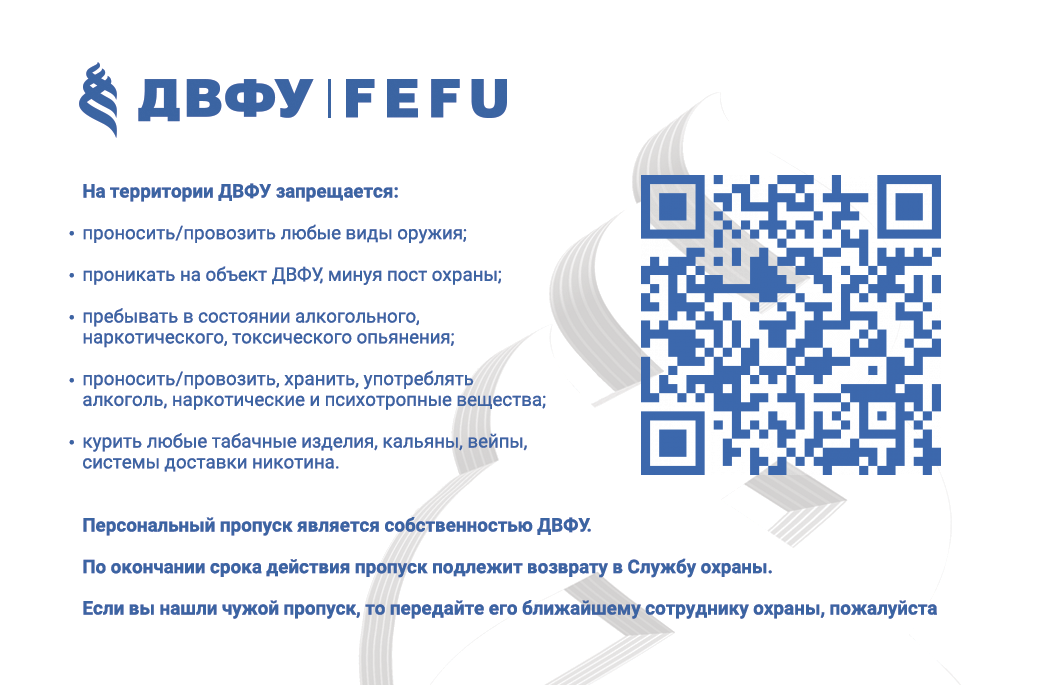 ДВФУ | FEFU
На территории ДВФУ запрещается:
• проносить/провозить любые виды оружия;
• проникать на объект ДВФУ, минуя пост охраны;
• пребывать в состоянии алкогольного,
наркотического, токсического опьянения;
• проносить/провозить, хранить, употреблять
алкоголь, наркотические и психотропные вещества;
• курить любые табачные изделия, кальяны, вейпы,
системы доставки никотина.
Персональный пропуск является собственностью ДВФУ.
По окончании срока действия пропуск подлежит возврату в Службу охраны.
Если вы нашли чужой пропуск, то передайте его ближайшему сотруднику охраны, пожалуйста